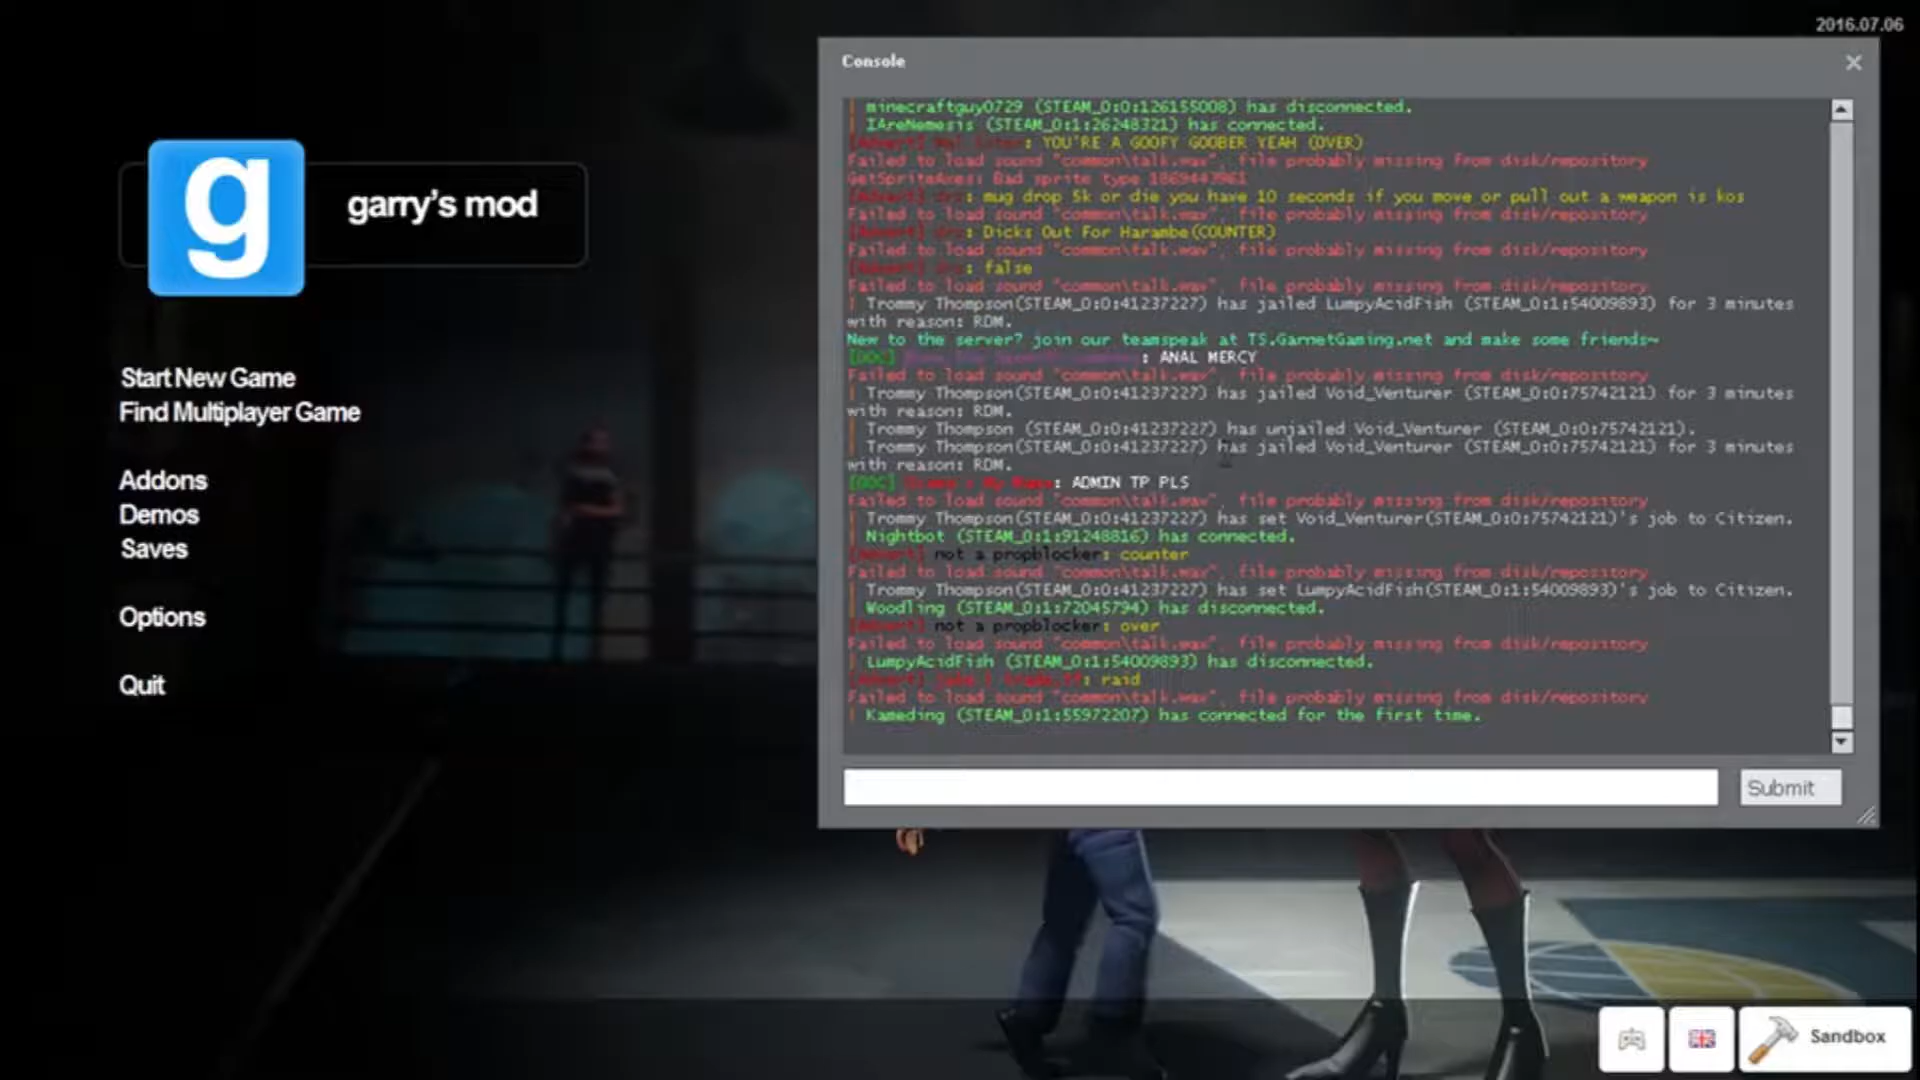 2016.07.06
Console
g
garry's mod
Start New Game
Find Multiplayer Game
Addons
Demos
Saves
Options
Quit
| minecraftguy0729 (STEAM_0:0:126155008) has disconnected.
| IAreNemesis (STEAM_0:1:26248321) has connected.
[Advert] : YOU'RE A GOOFY GOOBER YEAH (OVER)
Failed to load sound "common\talk.wav", file probably missing from disk/repository
GetSpriteAxes: Bad sprite type 1869443961
[Advert] : mug drop 5k or die you have 10 seconds if you move or pull out a weapon is kos
Failed to load sound "common\talk.wav", file probably missing from disk/repository
[Advert] : Dicks Out For Harambe(COUNTER)
Failed to load sound "common\talk.wav", file probably missing from disk/repository
[Advert] : false
Failed to load sound "common\talk.wav", file probably missing from disk/repository
| Trommy Thompson(STEAM_0:0:41237227) has jailed LumpyAcidFish (STEAM_0:1:54009893) for 3 minutes
with reason: RDM.
New to the server? join our teamspeak at TS.GarnetGaming.net and make some friends~
[OOC] : ANAL MERCY
Failed to load sound "common\talk.wav", file probably missing from disk/repository
| Trommy Thompson(STEAM_0:0:41237227) has jailed Void_Venturer (STEAM_0:0:75742121) for 3 minutes
with reason: RDM.
| Trommy Thompson (STEAM_0:0:41237227) has unjailed Void_Venturer (STEAM_0:0:75742121).
| Trommy Thompson(STEAM_0:0:41237227) has jailed Void_Venturer (STEAM_0:0:75742121) for 3 minutes
with reason: RDM.
[OOC] : ADMIN TP PLS
Failed to load sound "common\talk.wav", file probably missing from disk/repository
| Trommy Thompson(STEAM_0:0:41237227) has set Void_Venturer(STEAM_0:0:75742121)'s job to Citizen.
| Nightbot (STEAM_0:1:91248816) has connected.
[Advert] not a propblocker: counter
Failed to load sound "common\talk.wav", file probably missing from disk/repository
| Trommy Thompson(STEAM_0:0:41237227) has set LumpyAcidFish(STEAM_0:1:54009893)'s job to Citizen.
| Woodling (STEAM_0:1:72045794) has disconnected.
[Advert] not a propblocker: over
Failed to load sound "common\talk.wav", file probably missing from disk/repository
| LumpyAcidFish (STEAM_0:1:54009893) has disconnected.
[Advert] : raid
Failed to load sound "common\talk.wav", file probably missing from disk/repository
| Kameding (STEAM_0:1:55972207) has connected for the first time.
Submit
Sandbox